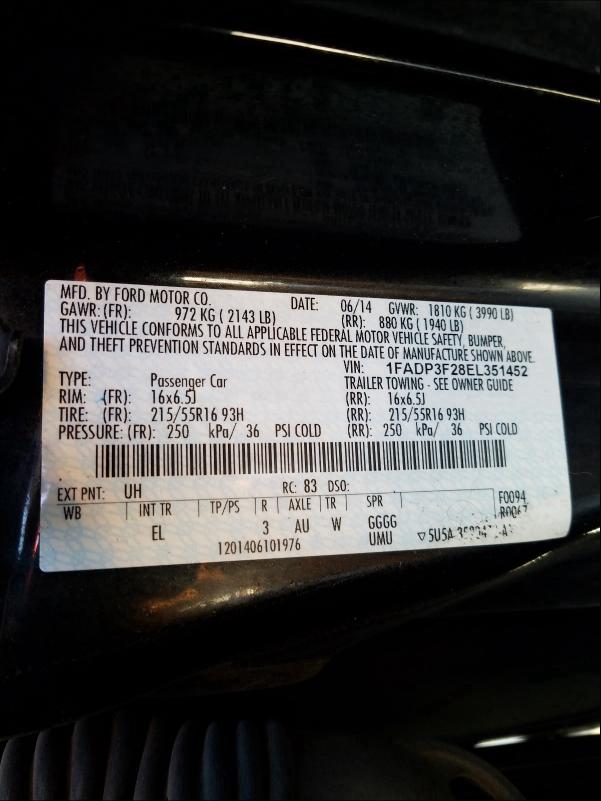 MFD. BY FORD MOTOR CO. DATE: 06/14 GVWR: 1810 KG ( 3990 LB)
GAWR: (FR): 972 KG ( 2143 LB) (RR): 880 KG ( 1940 LB)
THIS VEHICLE CONFORMS TO ALL APPLICABLE FEDERAL MOTOR VEHICLE SAFETY, BUMPER,
AND THEFT PREVENTION STANDARDS IN EFFECT ON THE DATE OF MANUFACTURE SHOWN ABOVE.
VIN: 1FADP3F28EL351452
TYPE: Passenger Car TRAILER TOWING - SEE OWNER GUIDE
RIM: (FR): 16x6.5J (RR): 16x6.5J
TIRE: (FR): 215/55R16 93H (RR): 215/55R16 93H
PRESSURE: (FR): 250 kPa/ 36 PSI COLD (RR): 250 kPa/ 36 PSI COLD
EXT PNT: UH RC: 83 DSO: F0094
WB INT TR TP/PS R AXLE TR SPR R0067
EL 3 AU W GGGG
1201406101976 UMU ▽5U5A